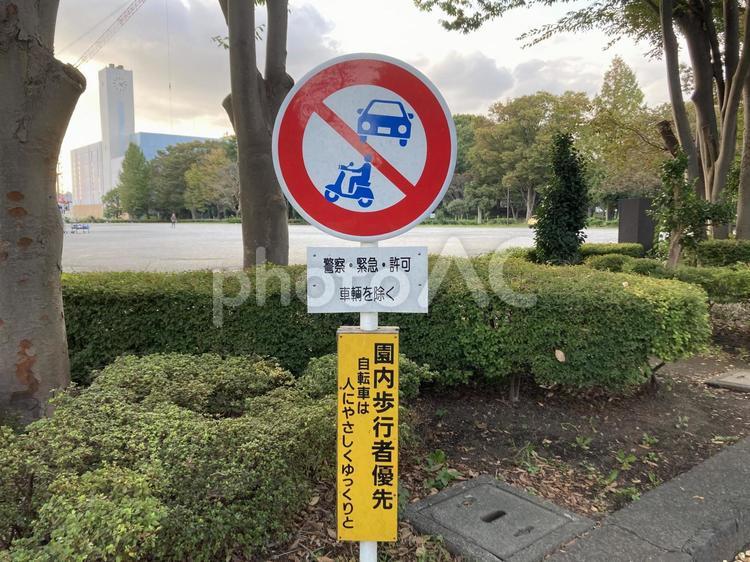 警察・緊急・許可
車輌を除く
園内歩行者優先
自転車は
人にやさしくゆっくりと
photoAC